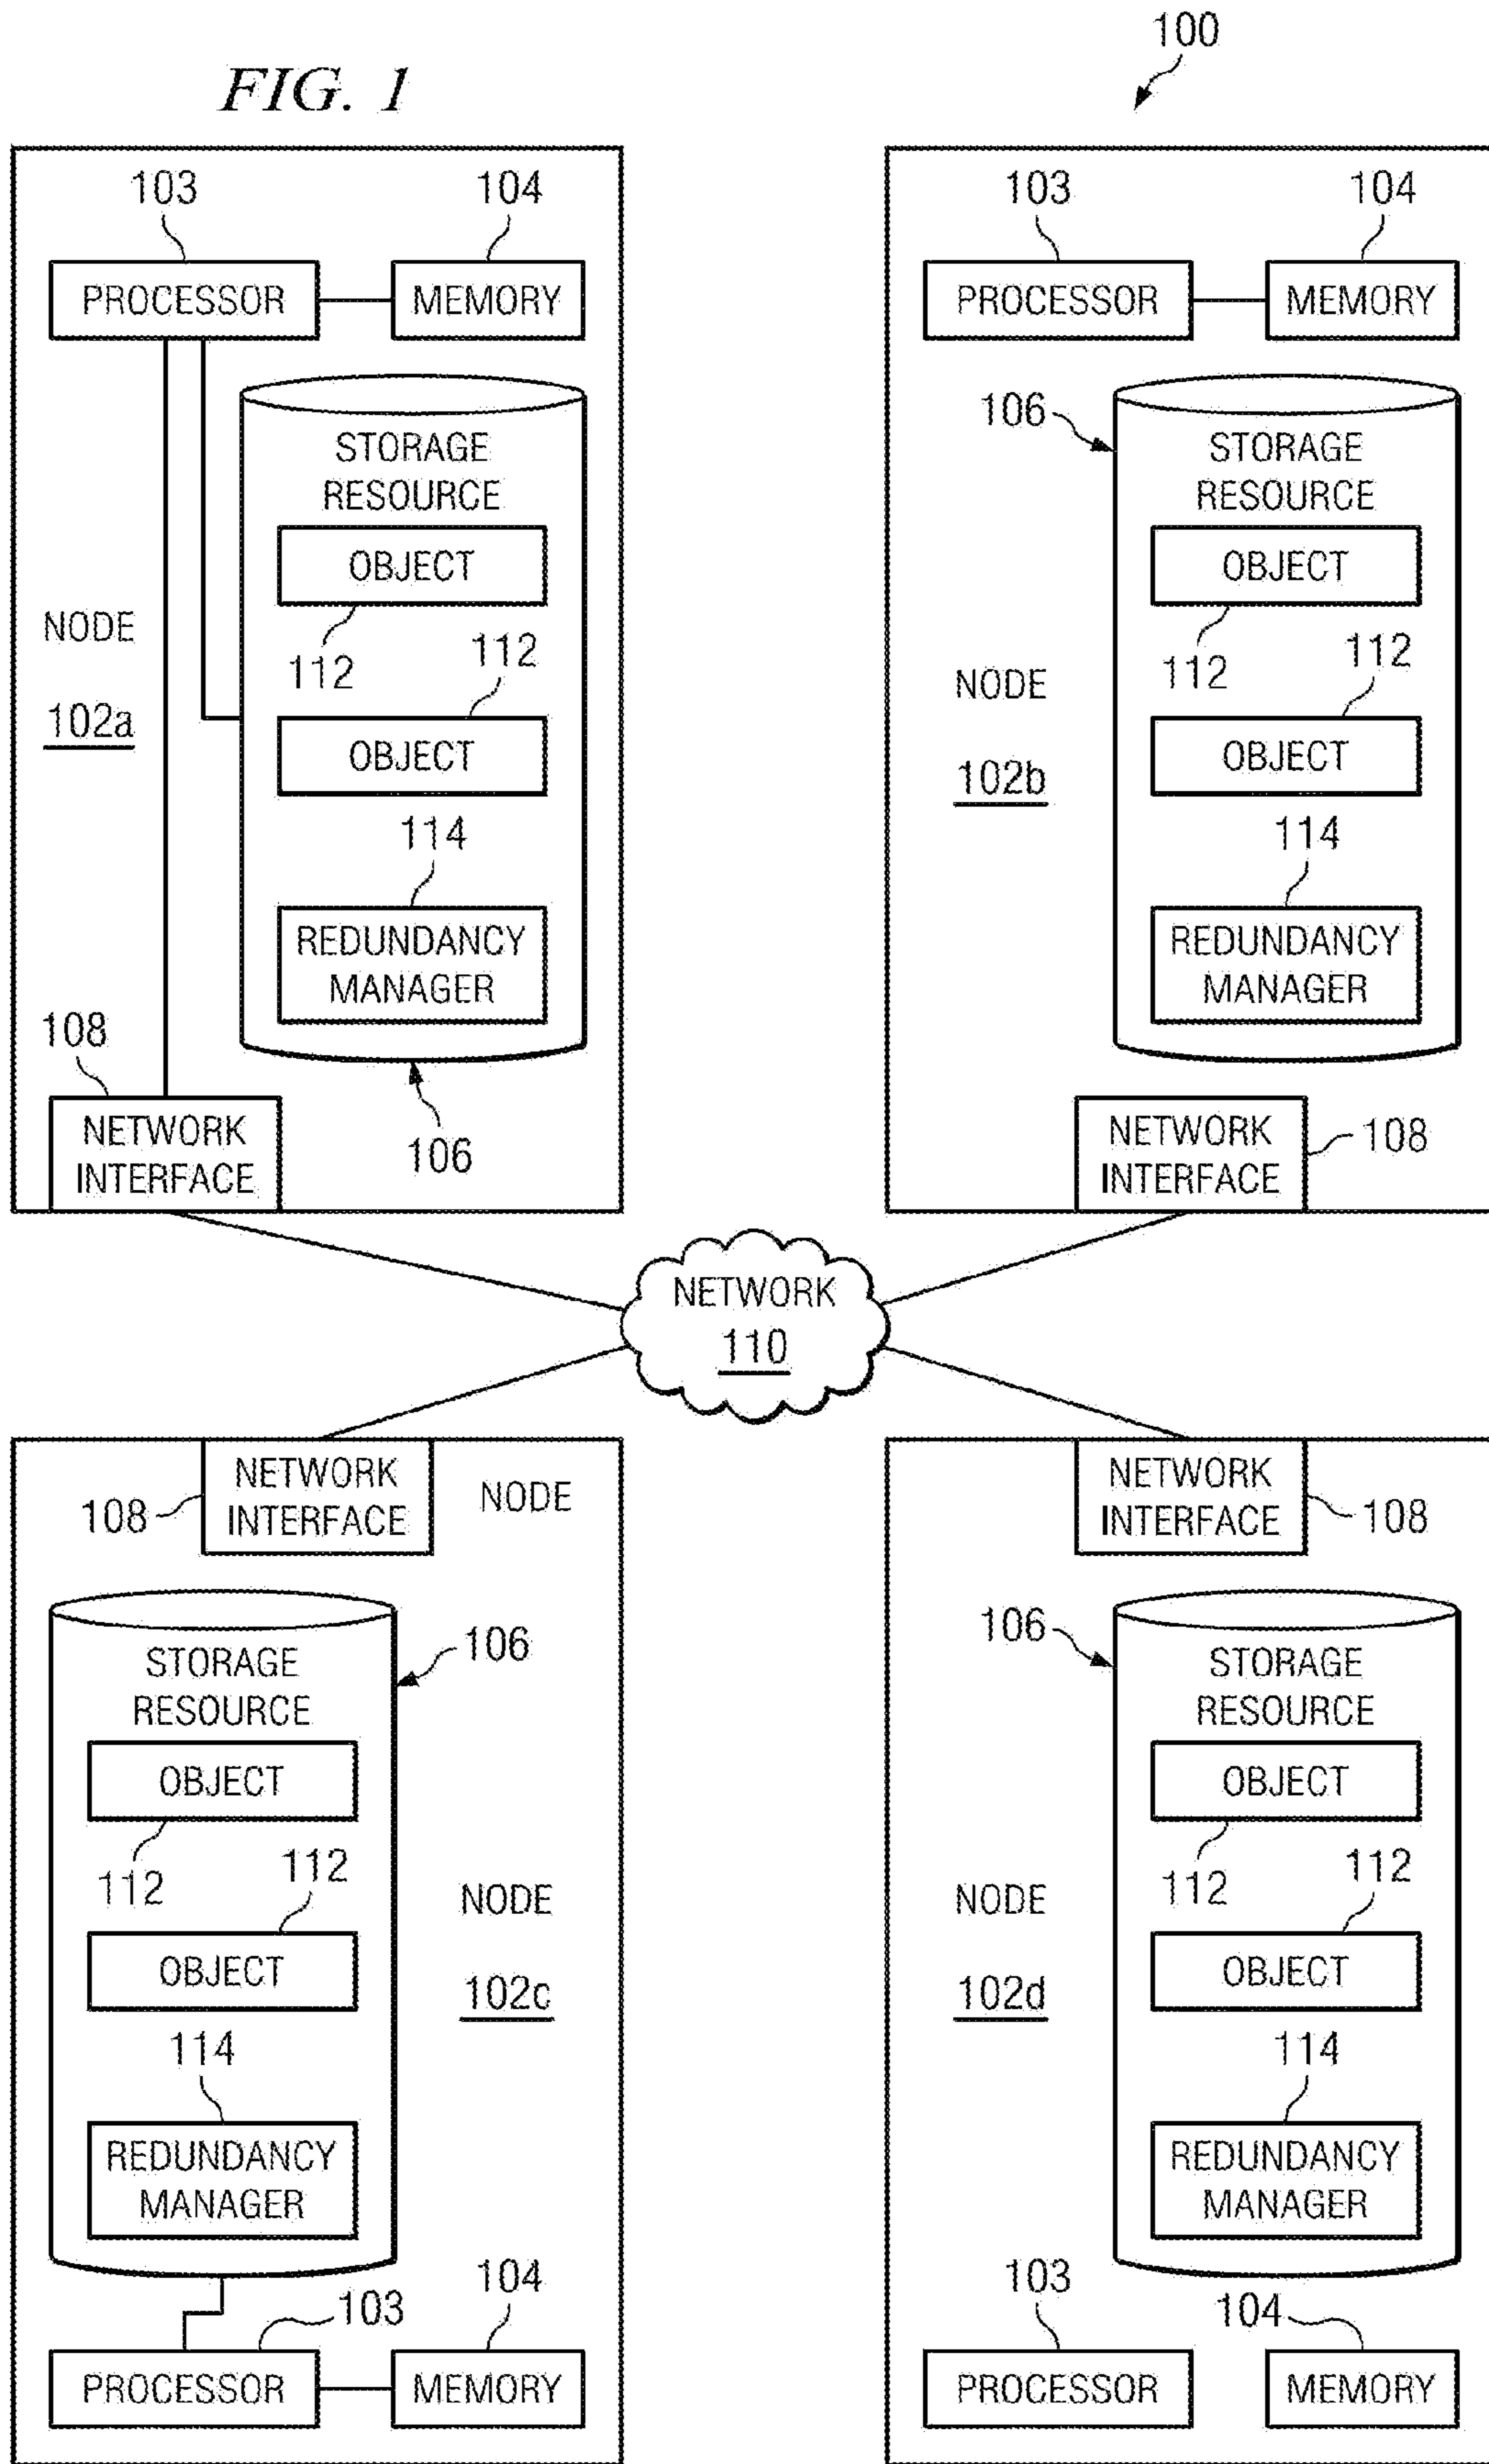 100
FIG. 1
103
104
PROCESSOR
MEMORY
STORAGE
RESOURCE
OBJECT
NODE
112
112
102a
OBJECT
114
REDUNDANCY
MANAGER
108
NETWORK
INTERFACE
106
103
104
PROCESSOR
MEMORY
106
STORAGE
RESOURCE
OBJECT
112
112
NODE
OBJECT
102b
114
REDUNDANCY
MANAGER
NETWORK
INTERFACE
108
NETWORK
110
NETWORK
INTERFACE
NODE
108
STORAGE
RESOURCE
106
OBJECT
112
112
NODE
OBJECT
102c
114
REDUNDANCY
MANAGER
103
104
PROCESSOR
MEMORY
NETWORK
INTERFACE
108
106
STORAGE
RESOURCE
OBJECT
112
112
NODE
OBJECT
102d
114
REDUNDANCY
MANAGER
103
104
PROCESSOR
MEMORY